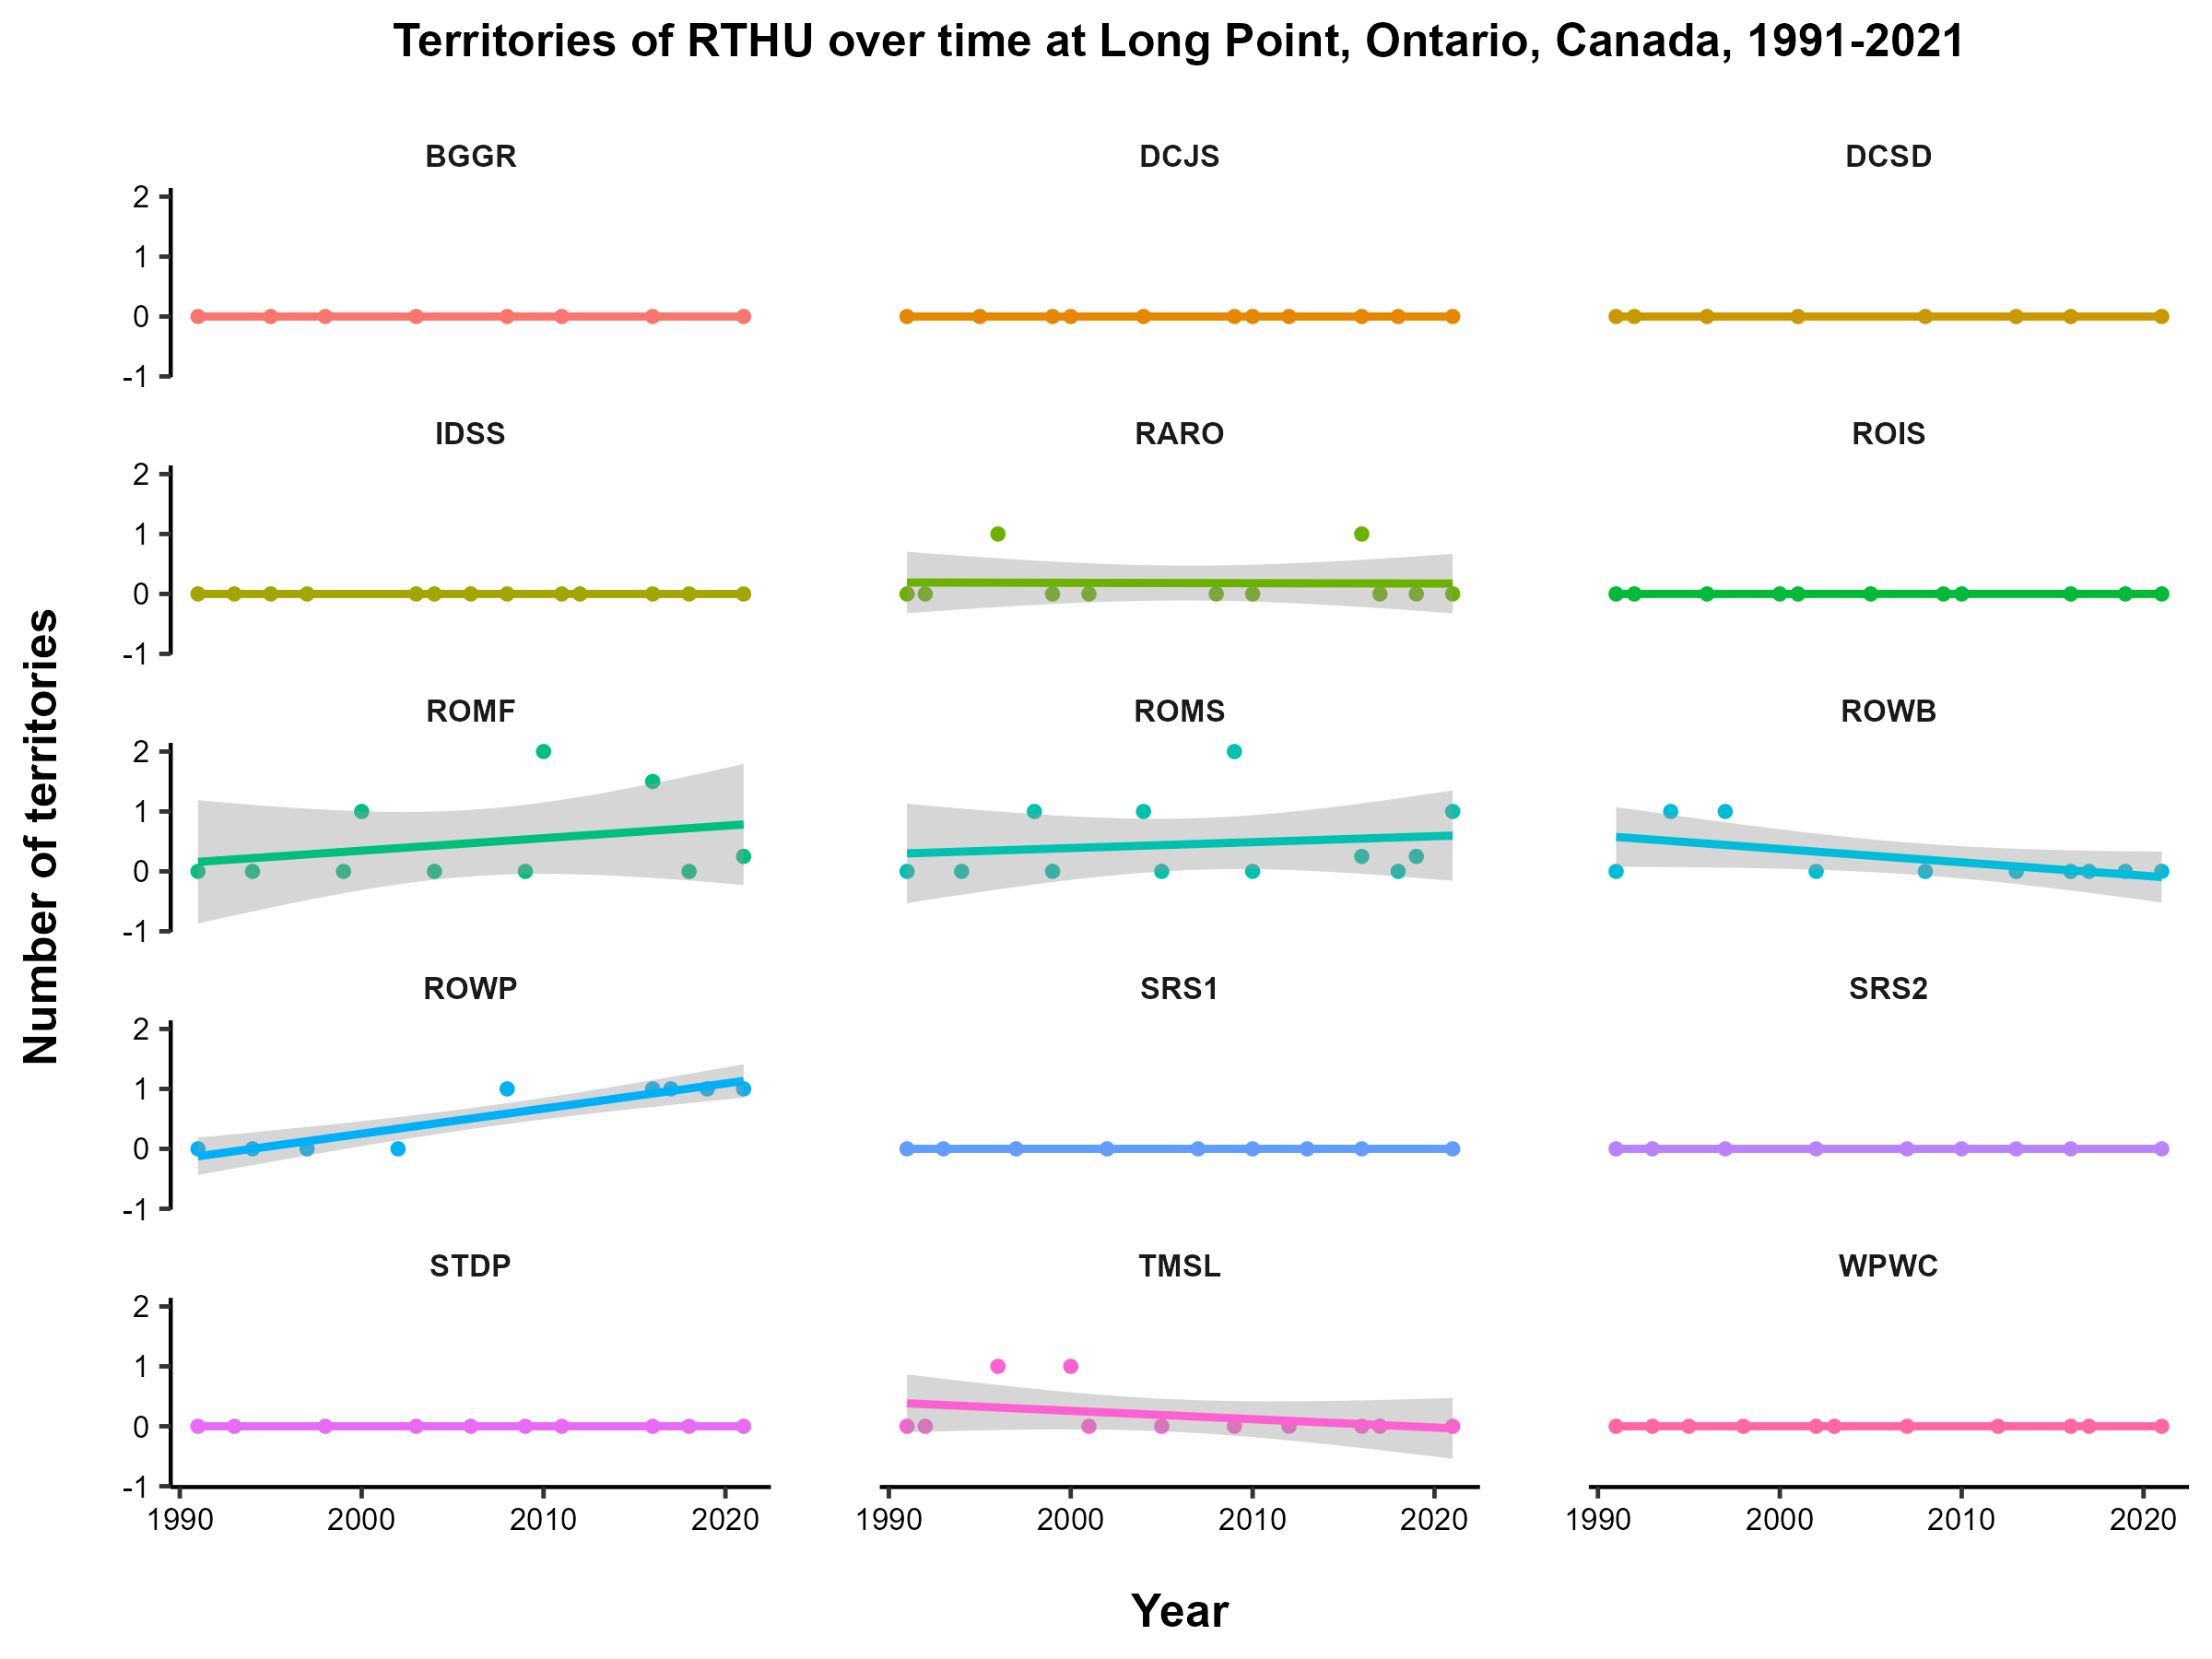 Territories of RTHU over time at Long Point, Ontario, Canada, 1991-2021
BGGR DCJS DCSD
2
1
0
-1
IDSS RARO ROIS
2
1
0
-1
ROMF ROMS ROWB
2
1
0
-1
ROWP SRS1 SRS2
2
1
0
-1
STDP TMSL WPWC
2
1
0
-1
1990 2000 2010 2020 1990 2000 2010 2020 1990 2000 2010 2020
Number of territories
Year